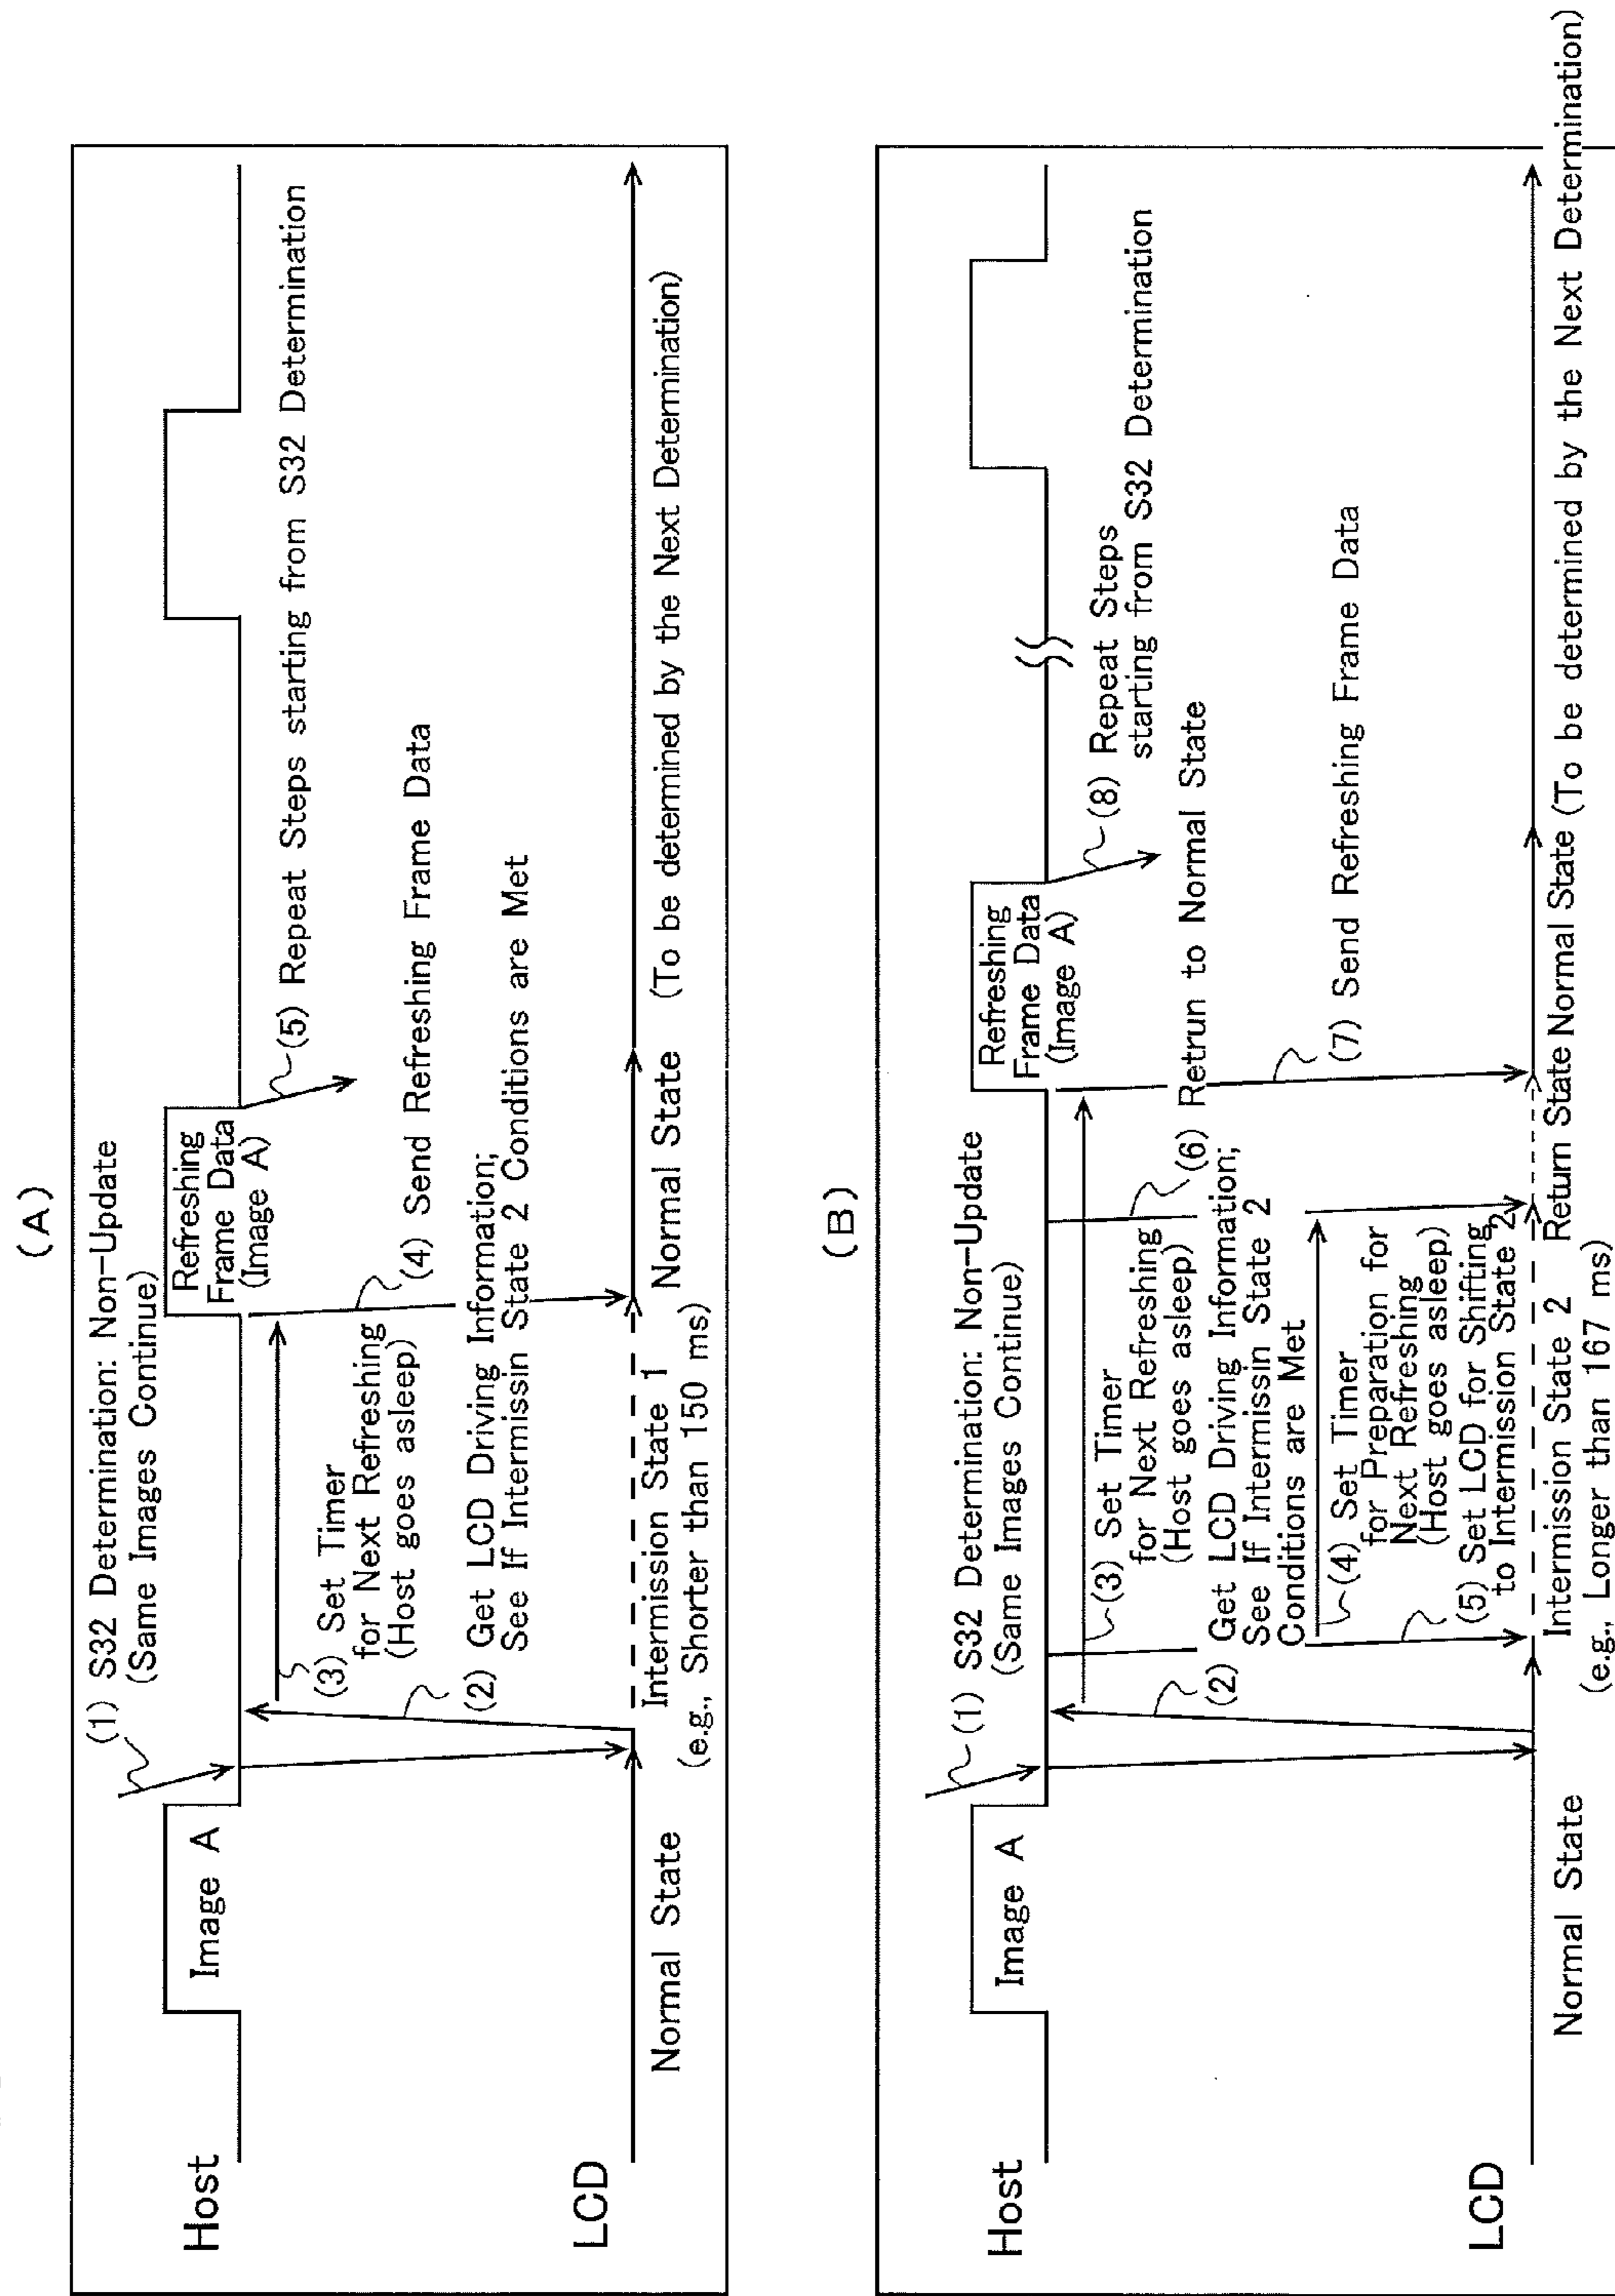 (A)
Host
LCD
Image A
(1) S32 Determination: Non-Update
(Same Images Continue)
Refreshing
Frame Data
(Image A)
(3) Set Timer
for Next Refreshing
(Host goes asleep)
(2) Get LCD Driving Information;
See If Intermissin State 2 Conditions are Met
(4) Send Refreshing Frame Data
(5) Repeat Steps starting from S32 Determination
Normal State
Intermission State 1
(e.g., Shorter than 150 ms)
Normal State
(To be determined by the Next Determination)
(B)
Host
LCD
Image A
(1) S32 Determination: Non-Update
(Same Images Continue)
Refreshing
Frame Data
(Image A)
(3) Set Timer
for Next Refreshing
(Host goes asleep)
(2) Get LCD Driving Information;
See If Intermissin State 2
Conditions are Met
(4) Set Timer
for Preparation for
Next Refreshing
(Host goes asleep)
(5) Set LCD for Shifting
to Intermission State 2
(6) Retrun to Normal State
(7) Send Refreshing Frame Data
(8) Repeat Steps
starting from S32 Determination
Normal State
Intermission State 2
(e.g., Longer than 167 ms)
Return State
Normal State
(To be determined by the Next Determination)